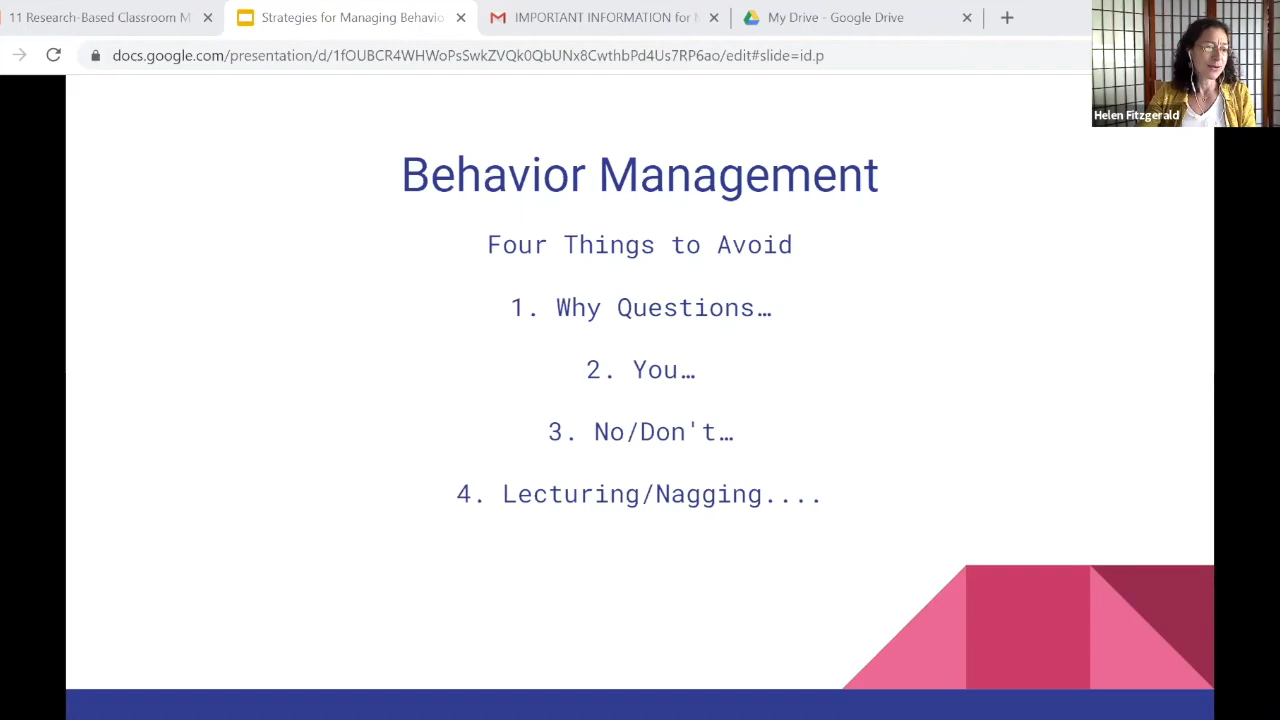 11 Research-Based Classroom M
Strategies for Managing Behavio
IMPORTANT INFORMATION for
My Drive - Google Drive
docs.google.com/presentation/d/1fOUBCR4WHWoPsSwkZVQk0QbUNx8CwthbPd4Us7RP6ao/edit#slide=id.p
Helen Fitzgerald
Behavior Management
Four Things to Avoid
1. Why Questions…
2. You…
3. No/Don't…
4. Lecturing/Nagging....